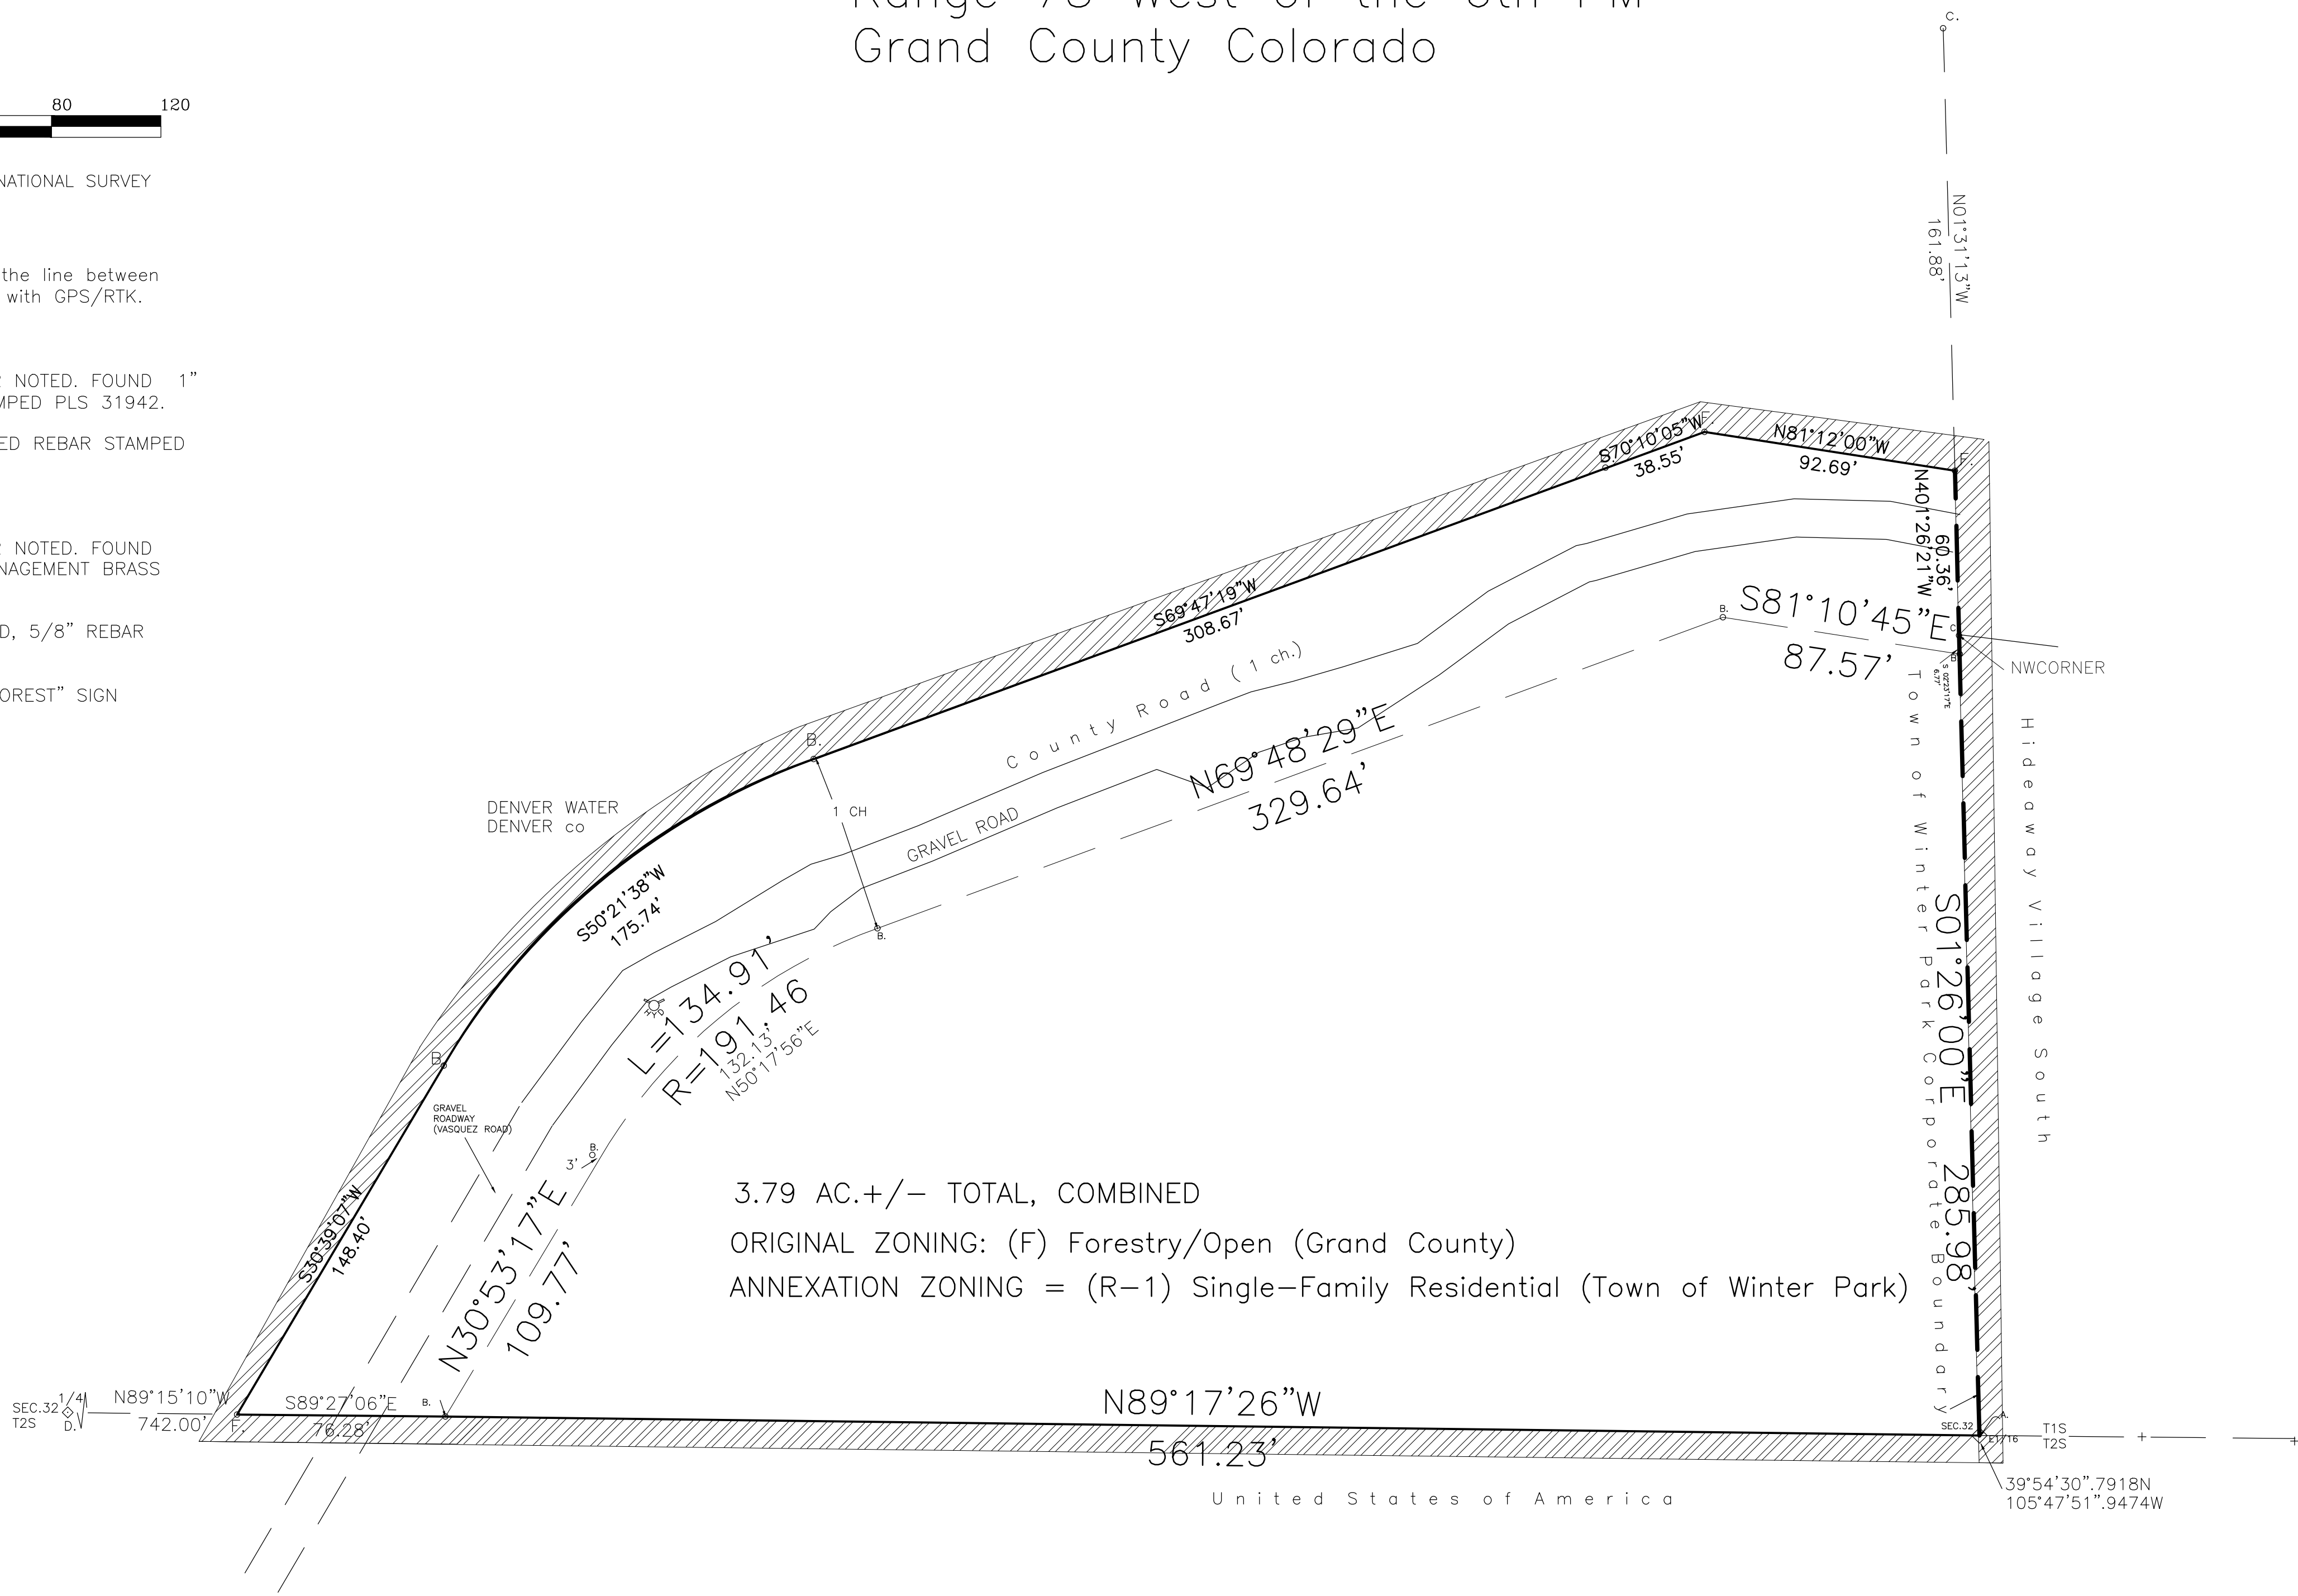 Grand County Colorado
C.
80
120
NATIONAL SURVEY
N01°31'13"W
161.88'
the line between
with GPS/RTK.
NOTED. FOUND 1"
MPED PLS 31942.
ED REBAR STAMPED
NOTED. FOUND
NAGEMENT BRASS
D, 5/8" REBAR
OREST" SIGN
F.
S70°10'05"W
38.55'
N81°12'00"W
92.69'
F.
N401°26'21"W
60.36'
S69°47'19"W
308.67'
B.
S81°10'45"E
87.57'
C
B
S 02°23'17"E
6.77'
NWCORNER
County Road ( 1 ch.)
N69°48'29"E
329.64'
B.
1 CH
B.
GRAVEL ROAD
DENVER WATER
DENVER co
S50°21'38"W
175.74'
Town of Winter Park Corporate Boundary
Hideaway Village South
S01°26'00"E 285.98'
L=134.91'
R=191.46
132.13'
N50°17'56"E
HYD
B.
GRAVEL
ROADWAY
(VASQUEZ ROAD)
B.
3'
S30°39'07"W
148.40'
N30°53'17"E
109.77'
3.79 AC.+/- TOTAL, COMBINED
ORIGINAL ZONING: (F) Forestry/Open (Grand County)
ANNEXATION ZONING = (R-1) Single-Family Residential (Town of Winter Park)
SEC.32
T2S
1/4
D.
N89°15'10"W
742.00'
F.
S89°27'06"E
76.28'
B.
N89°17'26"W
561.23'
SEC.32
A.
E1/16
T1S
T2S
39°54'30".7918N
105°47'51".9474W
United States of America